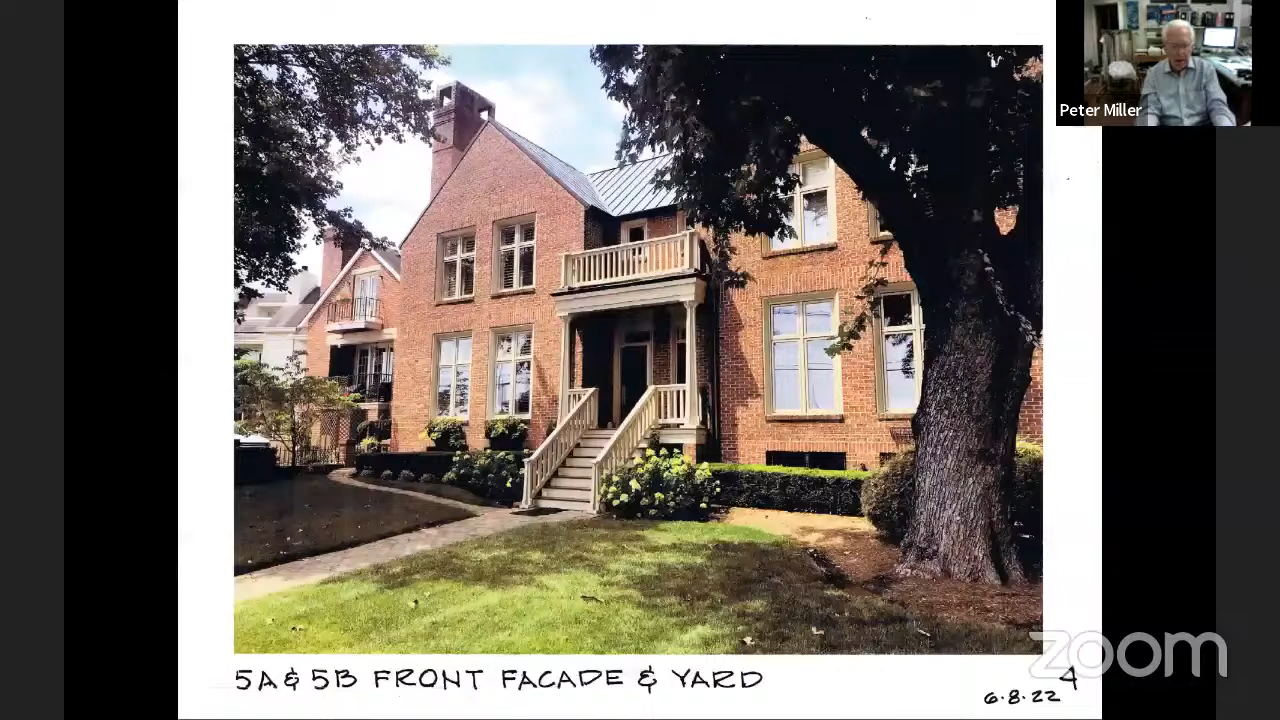 Peter Miller
5A & 5B FRONT FACADE & YARD
4
6.8.22
zoom